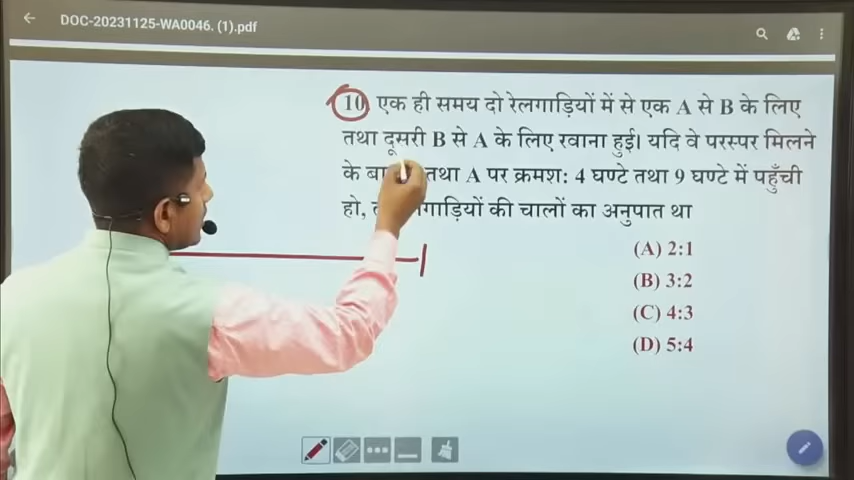 DOC-20231125-WA0046. (1).pdf
10 एक ही समय दो रेलगाड़ियों में से एक A से B के लिए
तथा दूसरी B से A के लिए रवाना हुई। यदि वे परस्पर मिलने
के तथा A पर क्रमश: 4 घण्टे तथा 9 घण्टे में पहुँची
हो, की चालों का अनुपात था
(A) 2:1
(B) 3:2
(C) 4:3
(D) 5:4